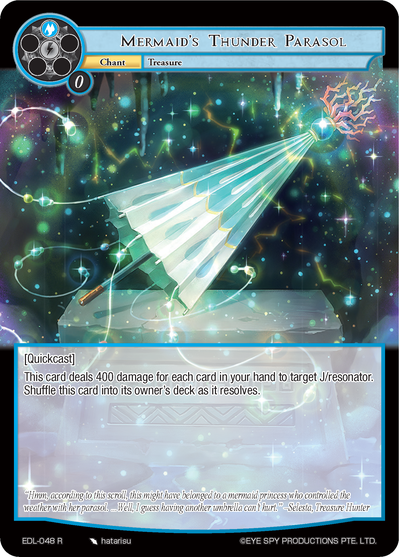 Mermaid's Thunder Parasol
Chant Treasure
0
[Quickcast]
This card deals 400 damage for each card in your hand to target J/resonator.
Shuffle this card into its owner's deck as it resolves.
"Hmm, according to this scroll, this might have belonged to a mermaid princess who controlled the
weather with her parasol. ... Well, I guess having another umbrella can't hurt." - Selesta, Treasure Hunter
EDL-048 R hatarisu ©EYE SPY PRODUCTIONS PTE. LTD.